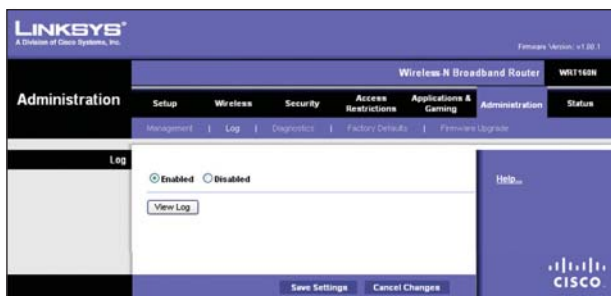 LINKSYS®
A Division of Cisco Systems, Inc.
Firmware Version: v1.00.1
Wireless-N Broadband Router WRT160N
Administration
Setup Wireless Security Access Restrictions Applications & Gaming Administration Status
Management | Log | Diagnostics | Factory Defaults | Firmware Upgrade
Log
Enabled Disabled
Help...
View Log
Save Settings Cancel Changes
CISCO